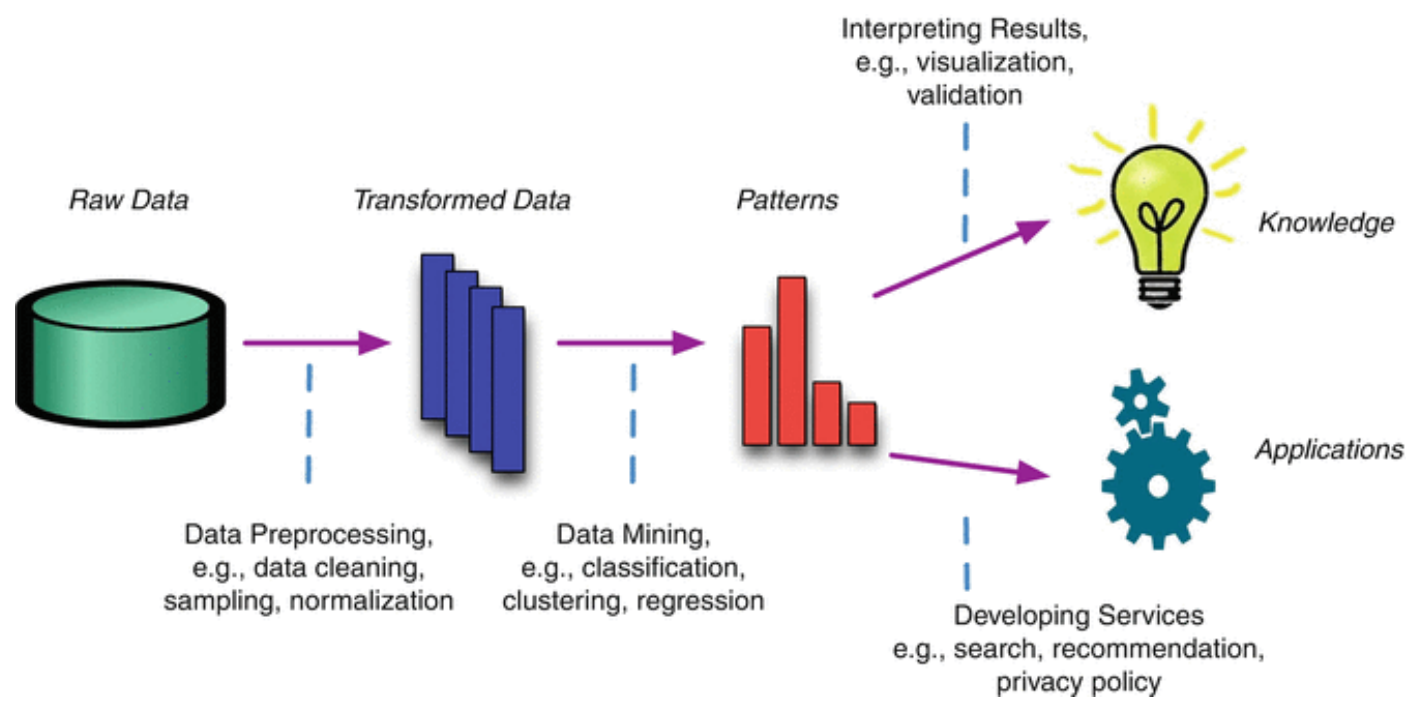 Interpreting Results,
e.g., visualization,
validation
Raw Data
Transformed Data
Patterns
Knowledge
Applications
Data Preprocessing,
e.g., data cleaning,
sampling, normalization
Data Mining,
e.g., classification,
clustering, regression
Developing Services
e.g., search, recommendation,
privacy policy